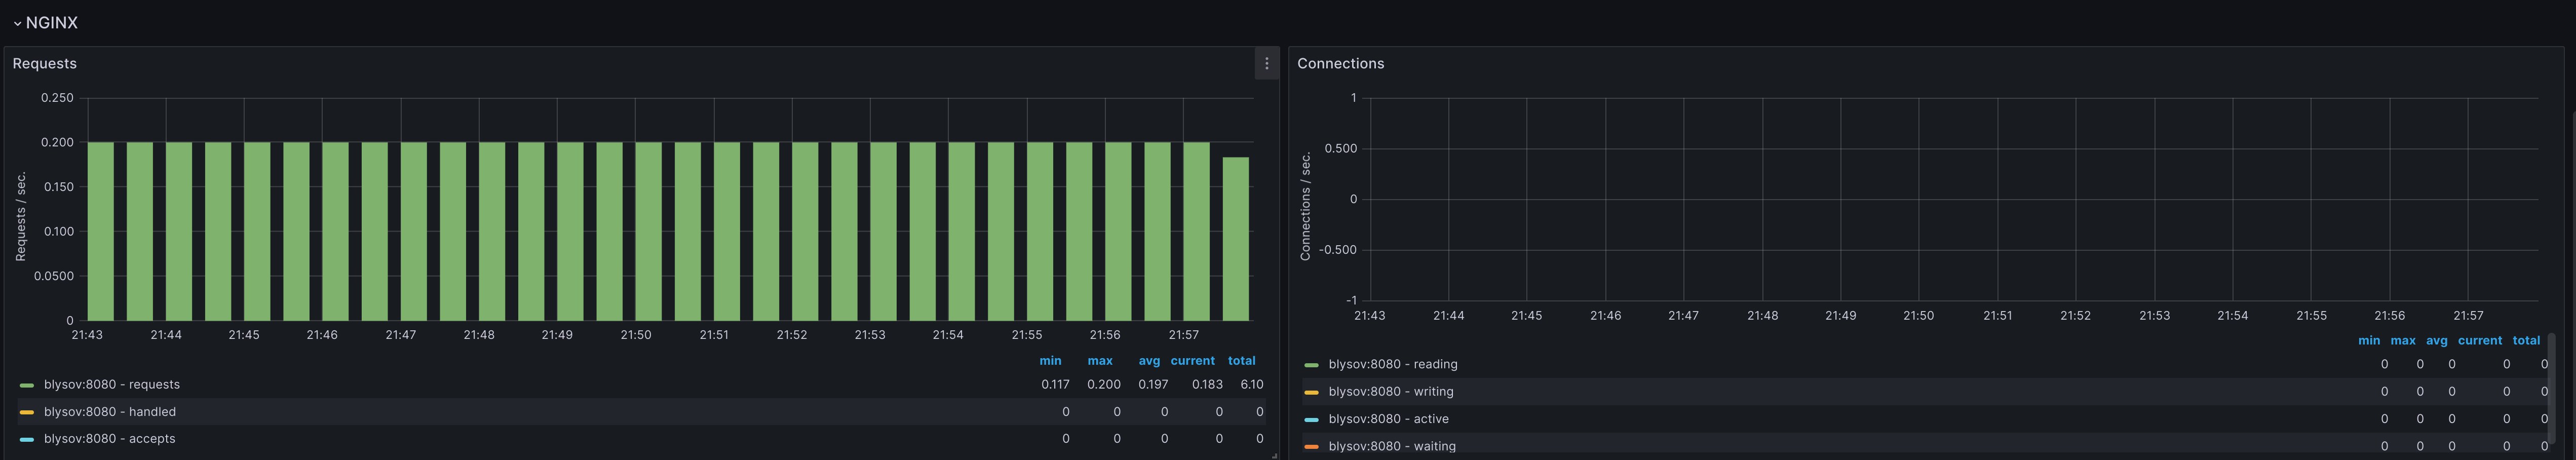 NGINX
Requests
Requests / sec.
0.250
0.200
0.150
0.100
0.0500
0
21:43 21:44 21:45 21:46 21:47 21:48 21:49 21:50 21:51 21:52 21:53 21:54 21:55 21:56 21:57
min max avg current total
blysov:8080 - requests 0.117 0.200 0.197 0.183 6.10
blysov:8080 - handled 0 0 0 0 0
blysov:8080 - accepts 0 0 0 0 0
Connections
Connections / sec.
1
0.500
0
-0.500
-1
21:43 21:44 21:45 21:46 21:47 21:48 21:49 21:50 21:51 21:52 21:53 21:54 21:55 21:56 21:57
min max avg current total
blysov:8080 - reading 0 0 0 0 0
blysov:8080 - writing 0 0 0 0 0
blysov:8080 - active 0 0 0 0 0
blysov:8080 - waiting 0 0 0 0 0